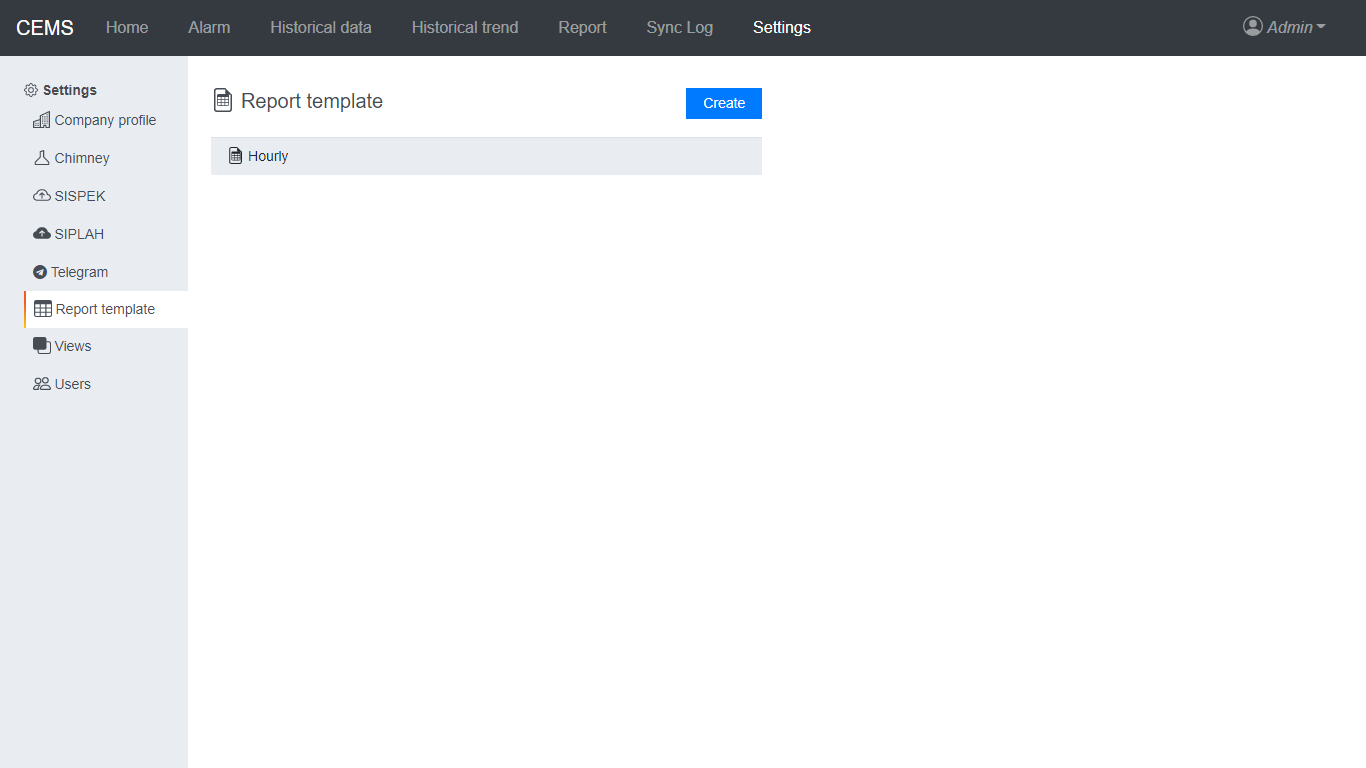 CEMS Home Alarm Historical data Historical trend Report Sync Log Settings Admin
Settings
Company profile
Chimney
SISPEK
SIPLAH
Telegram
Report template
Views
Users
Report template Create
Hourly